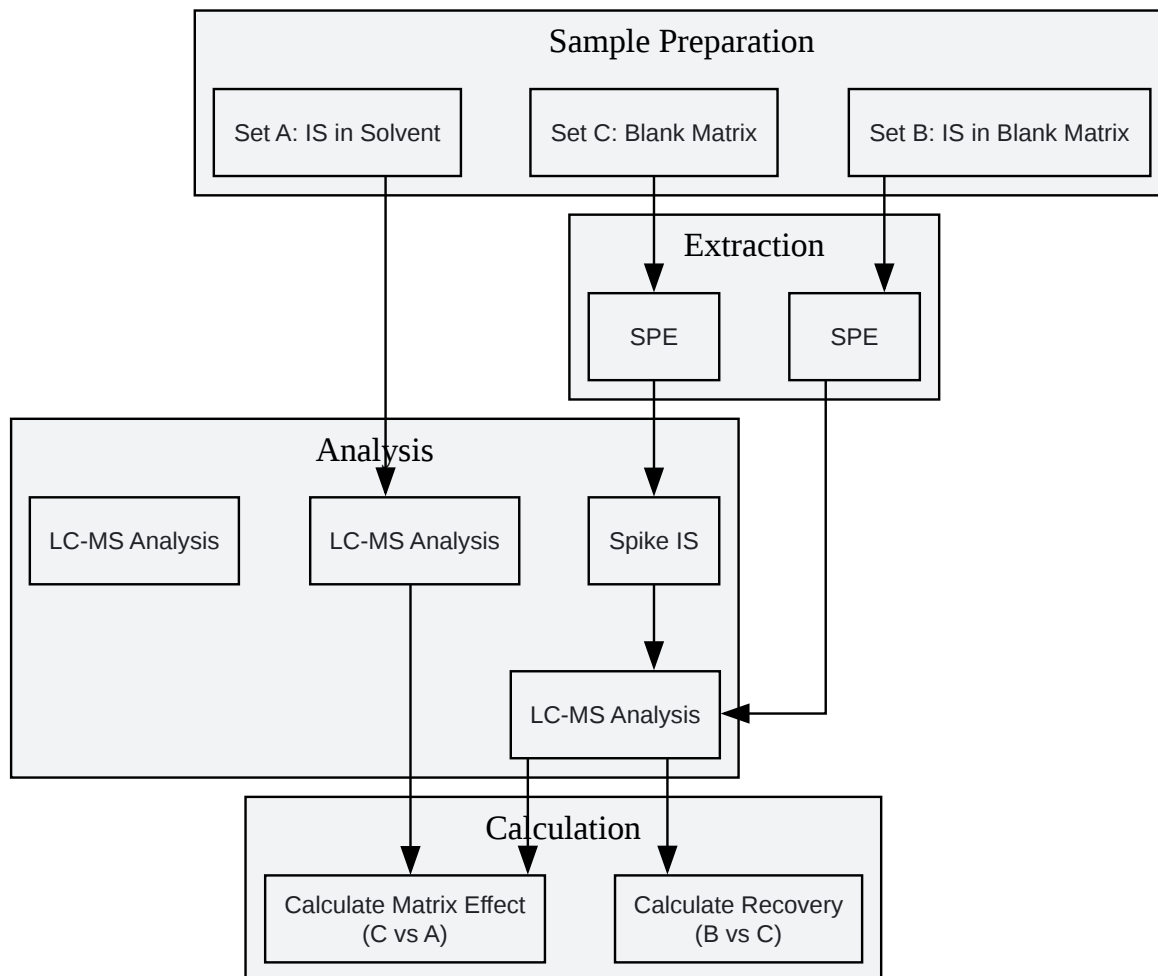 Sample Preparation
Set A: IS in Solvent
Set C: Blank Matrix
Set B: IS in Blank Matrix
Extraction
SPE
SPE
Analysis
LC-MS Analysis
LC-MS Analysis
Spike IS
LC-MS Analysis
Calculation
Calculate Matrix Effect
(C vs A)
Calculate Recovery
(B vs C)